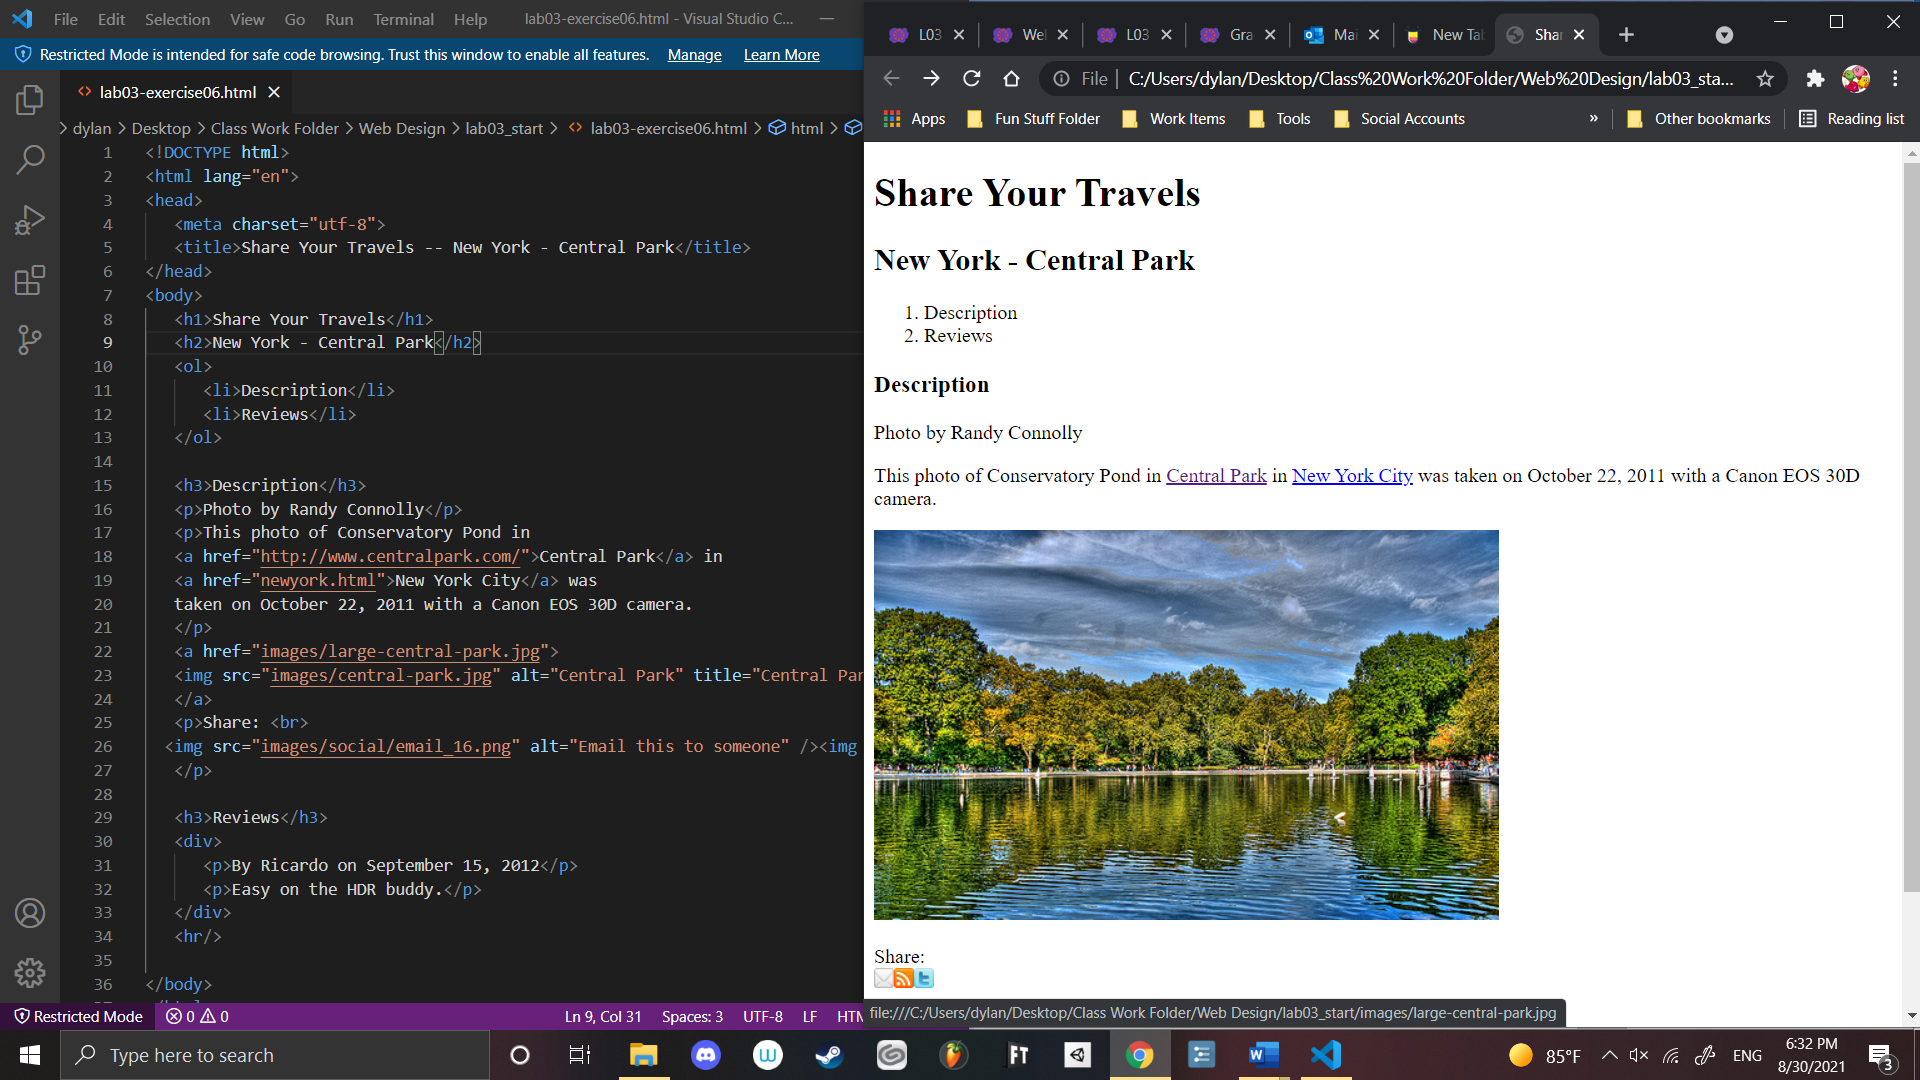 File Edit Selection View Go Run Terminal Help lab03-exercise06.html - Visual Studio C...
Restricted Mode is intended for safe code browsing. Trust this window to enable all features. Manage Learn More
lab03-exercise06.html
dylan > Desktop > Class Work Folder > Web Design > lab03_start > lab03-exercise06.html > html >
1 <!DOCTYPE html>
2 <html lang="en">
3 <head>
4 <meta charset="utf-8">
5 <title>Share Your Travels -- New York - Central Park</title>
6 </head>
7 <body>
8 <h1>Share Your Travels</h1>
9 <h2>New York - Central Park</h2>
10 <ol>
11 <li>Description</li>
12 <li>Reviews</li>
13 </ol>
14
15 <h3>Description</h3>
16 <p>Photo by Randy Connolly</p>
17 <p>This photo of Conservatory Pond in
18 <a href="http://www.centralpark.com/">Central Park</a> in
19 <a href="newyork.html">New York City</a> was
20 taken on October 22, 2011 with a Canon EOS 30D camera.
21 </p>
22 <a href="images/large-central-park.jpg">
23 <img src="images/central-park.jpg" alt="Central Park" title="Central Par
24 </a>
25 <p>Share: <br>
26 <img src="images/social/email_16.png" alt="Email this to someone" /><img
27 </p>
28
29 <h3>Reviews</h3>
30 <div>
31 <p>By Ricardo on September 15, 2012</p>
32 <p>Easy on the HDR buddy.</p>
33 </div>
34 <hr/>
35
36 </body>
Restricted Mode 0 0 Ln 9, Col 31 Spaces: 3 UTF-8 LF HTM
L03 Wel L03 Gra Mai New Ta Shar
File | C:/Users/dylan/Desktop/Class%20Work%20Folder/Web%20Design/lab03_sta...
Apps Fun Stuff Folder Work Items Tools Social Accounts » Other bookmarks Reading list
Share Your Travels
New York - Central Park
1. Description
2. Reviews
Description
Photo by Randy Connolly
This photo of Conservatory Pond in Central Park in New York City was taken on October 22, 2011 with a Canon EOS 30D
camera.
Share:
file:///C:/Users/dylan/Desktop/Class Work Folder/Web Design/lab03_start/images/large-central-park.jpg
Type here to search
FT
85°F ENG 6:32 PM
8/30/2021 3